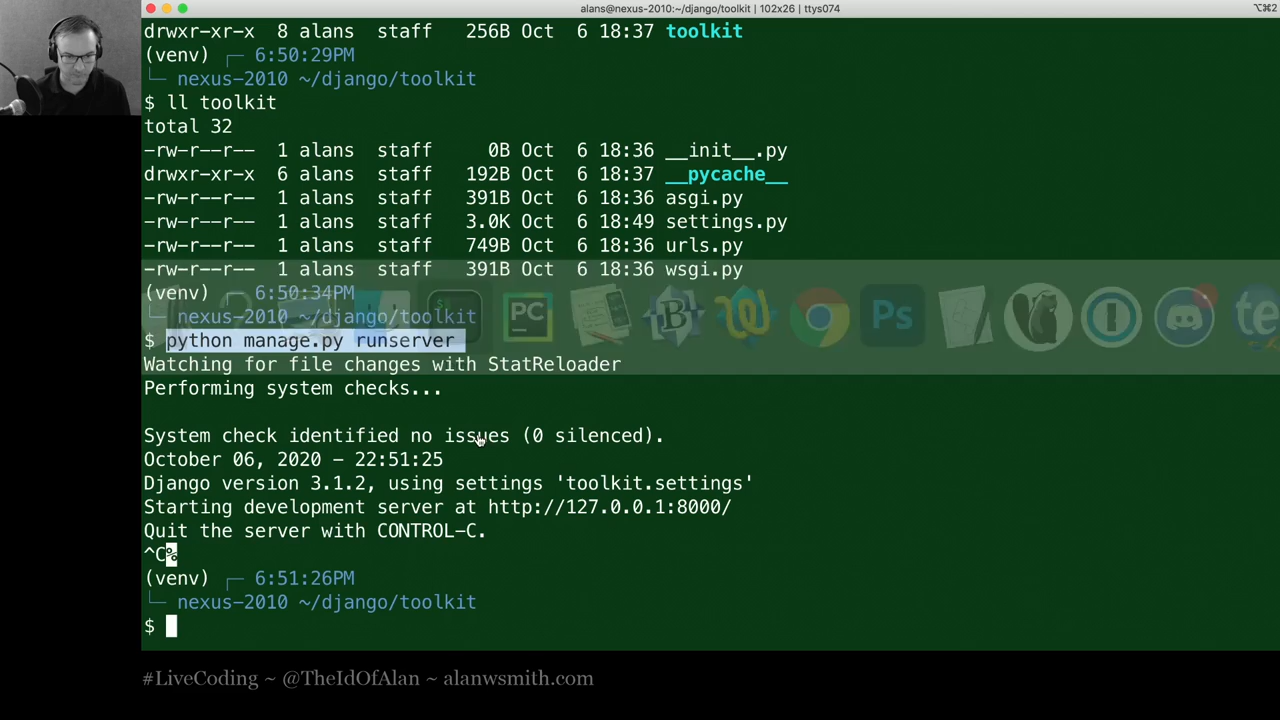 alans@nexus-2010:~/django/toolkit | 102x26 | ttys074
⌥⌘2
drwxr-xr-x 8 alans staff 256B Oct 6 18:37 toolkit
(venv) ┌─ 6:50:29PM
└─ nexus-2010 ~/django/toolkit
$ ll toolkit
total 32
-rw-r--r-- 1 alans staff 0B Oct 6 18:36 __init__.py
drwxr-xr-x 6 alans staff 192B Oct 6 18:37 __pycache__
-rw-r--r-- 1 alans staff 391B Oct 6 18:36 asgi.py
-rw-r--r-- 1 alans staff 3.0K Oct 6 18:49 settings.py
-rw-r--r-- 1 alans staff 749B Oct 6 18:36 urls.py
-rw-r--r-- 1 alans staff 391B Oct 6 18:36 wsgi.py
(venv) ┌─ 6:50:34PM
└─ nexus-2010 ~/django/toolkit
PC
B
Ps
te
$ python manage.py runserver
Watching for file changes with StatReloader
Performing system checks...
System check identified no issues (0 silenced).
October 06, 2020 - 22:51:25
Django version 3.1.2, using settings 'toolkit.settings'
Starting development server at http://127.0.0.1:8000/
Quit the server with CONTROL-C.
^C%
(venv) ┌─ 6:51:26PM
└─ nexus-2010 ~/django/toolkit
$
#LiveCoding ~ @TheIdOfAlan ~ alanwsmith.com